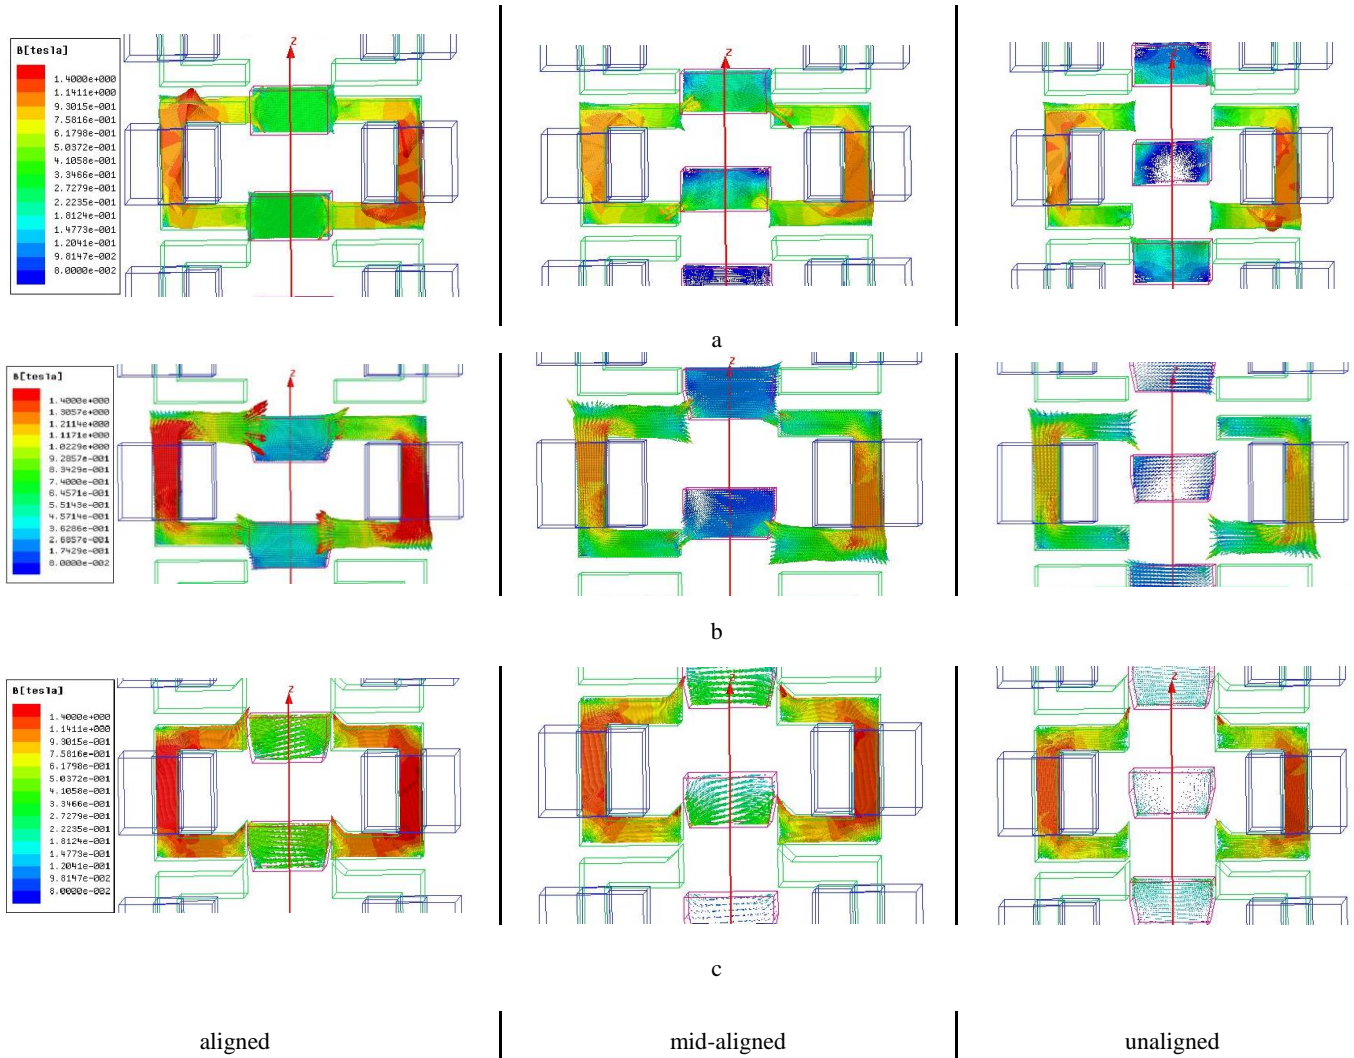 B[tesla]
1.4000e+000
1.1411e+000
9.3015e-001
7.5816e-001
6.1798e-001
5.0372e-001
4.1058e-001
3.3466e-001
2.7279e-001
2.2235e-001
1.8124e-001
1.4773e-001
1.2041e-001
9.8147e-002
8.0000e-002
z
a
B[tesla]
1.4000e+000
1.3057e+000
1.2114e+000
1.1171e+000
1.0229e+000
9.2857e-001
8.3429e-001
7.4000e-001
6.4571e-001
5.5143e-001
4.5714e-001
3.6286e-001
2.6857e-001
1.7429e-001
8.0000e-002
z
z
b
B[tesla]
1.4000e+000
1.1411e+000
9.3015e-001
7.5816e-001
6.1798e-001
5.0372e-001
4.1058e-001
3.3466e-001
2.7279e-001
2.2235e-001
1.8124e-001
1.4773e-001
1.2041e-001
9.8147e-002
8.0000e-002
z
z
z
c
aligned
mid-aligned
unaligned